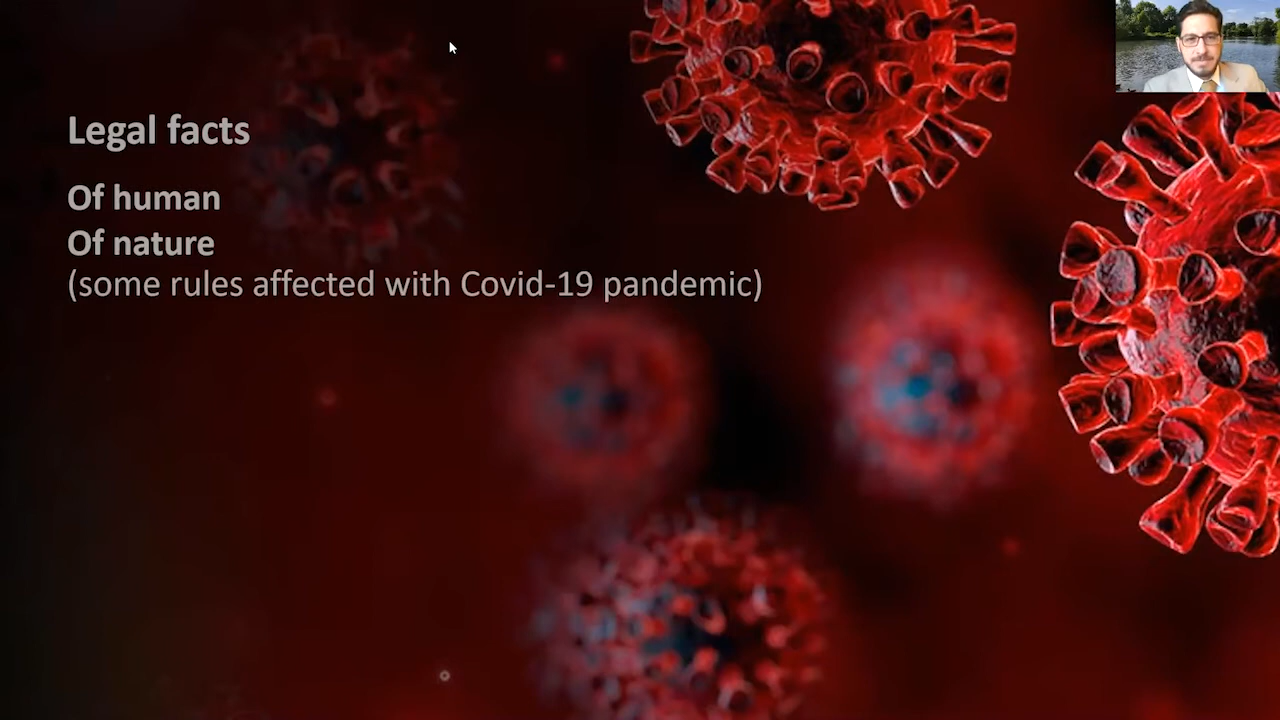 Legal facts
Of human
Of nature
(some rules affected with Covid-19 pandemic)